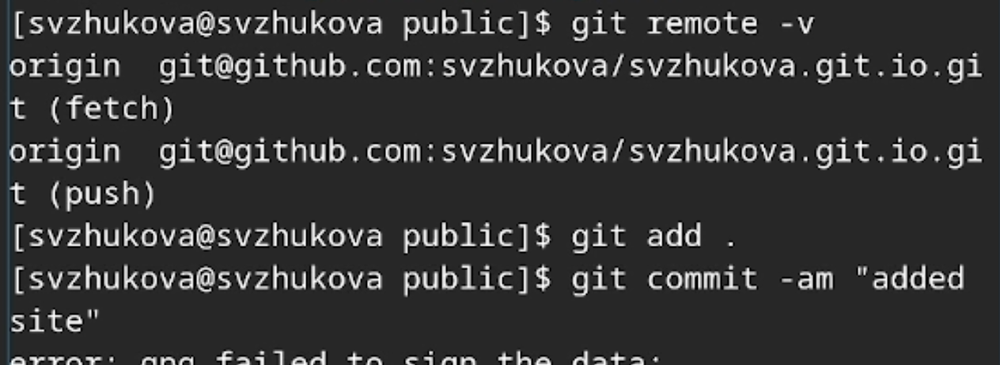 [svzhukova@svzhukova public]$ git remote -v
origin  git@github.com:svzhukova/svzhukova.git.io.gi
t (fetch)
origin  git@github.com:svzhukova/svzhukova.git.io.gi
t (push)
[svzhukova@svzhukova public]$ git add .
[svzhukova@svzhukova public]$ git commit -am "added
site"
error: gpg failed to sign the data: